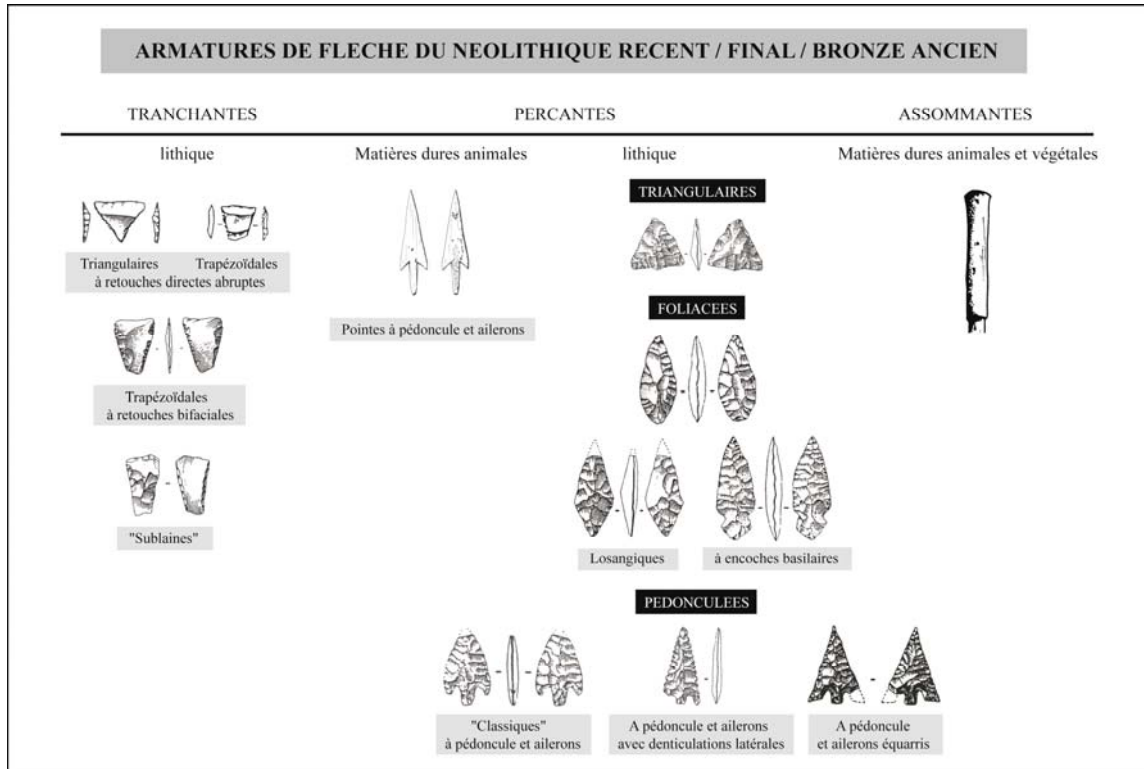 ARMATURES DE FLECHE DU NEOLITHIQUE RECENT / FINAL / BRONZE ANCIEN
TRANCHANTES
PERCANTES
ASSOMMANTES
lithique
Matières dures animales
lithique
Matières dures animales et végétales
TRIANGULAIRES
Triangulaires Trapézoïdales
à retouches directes abruptes
FOLIACEES
Pointes à pédoncule et ailerons
Trapézoïdales
à retouches bifaciales
"Sublaines"
Losangiques
à encoches basilaires
PEDONCULEES
"Classiques"
à pédoncule et ailerons
A pédoncule et ailerons
avec denticulations latérales
A pédoncule
et ailerons équarris